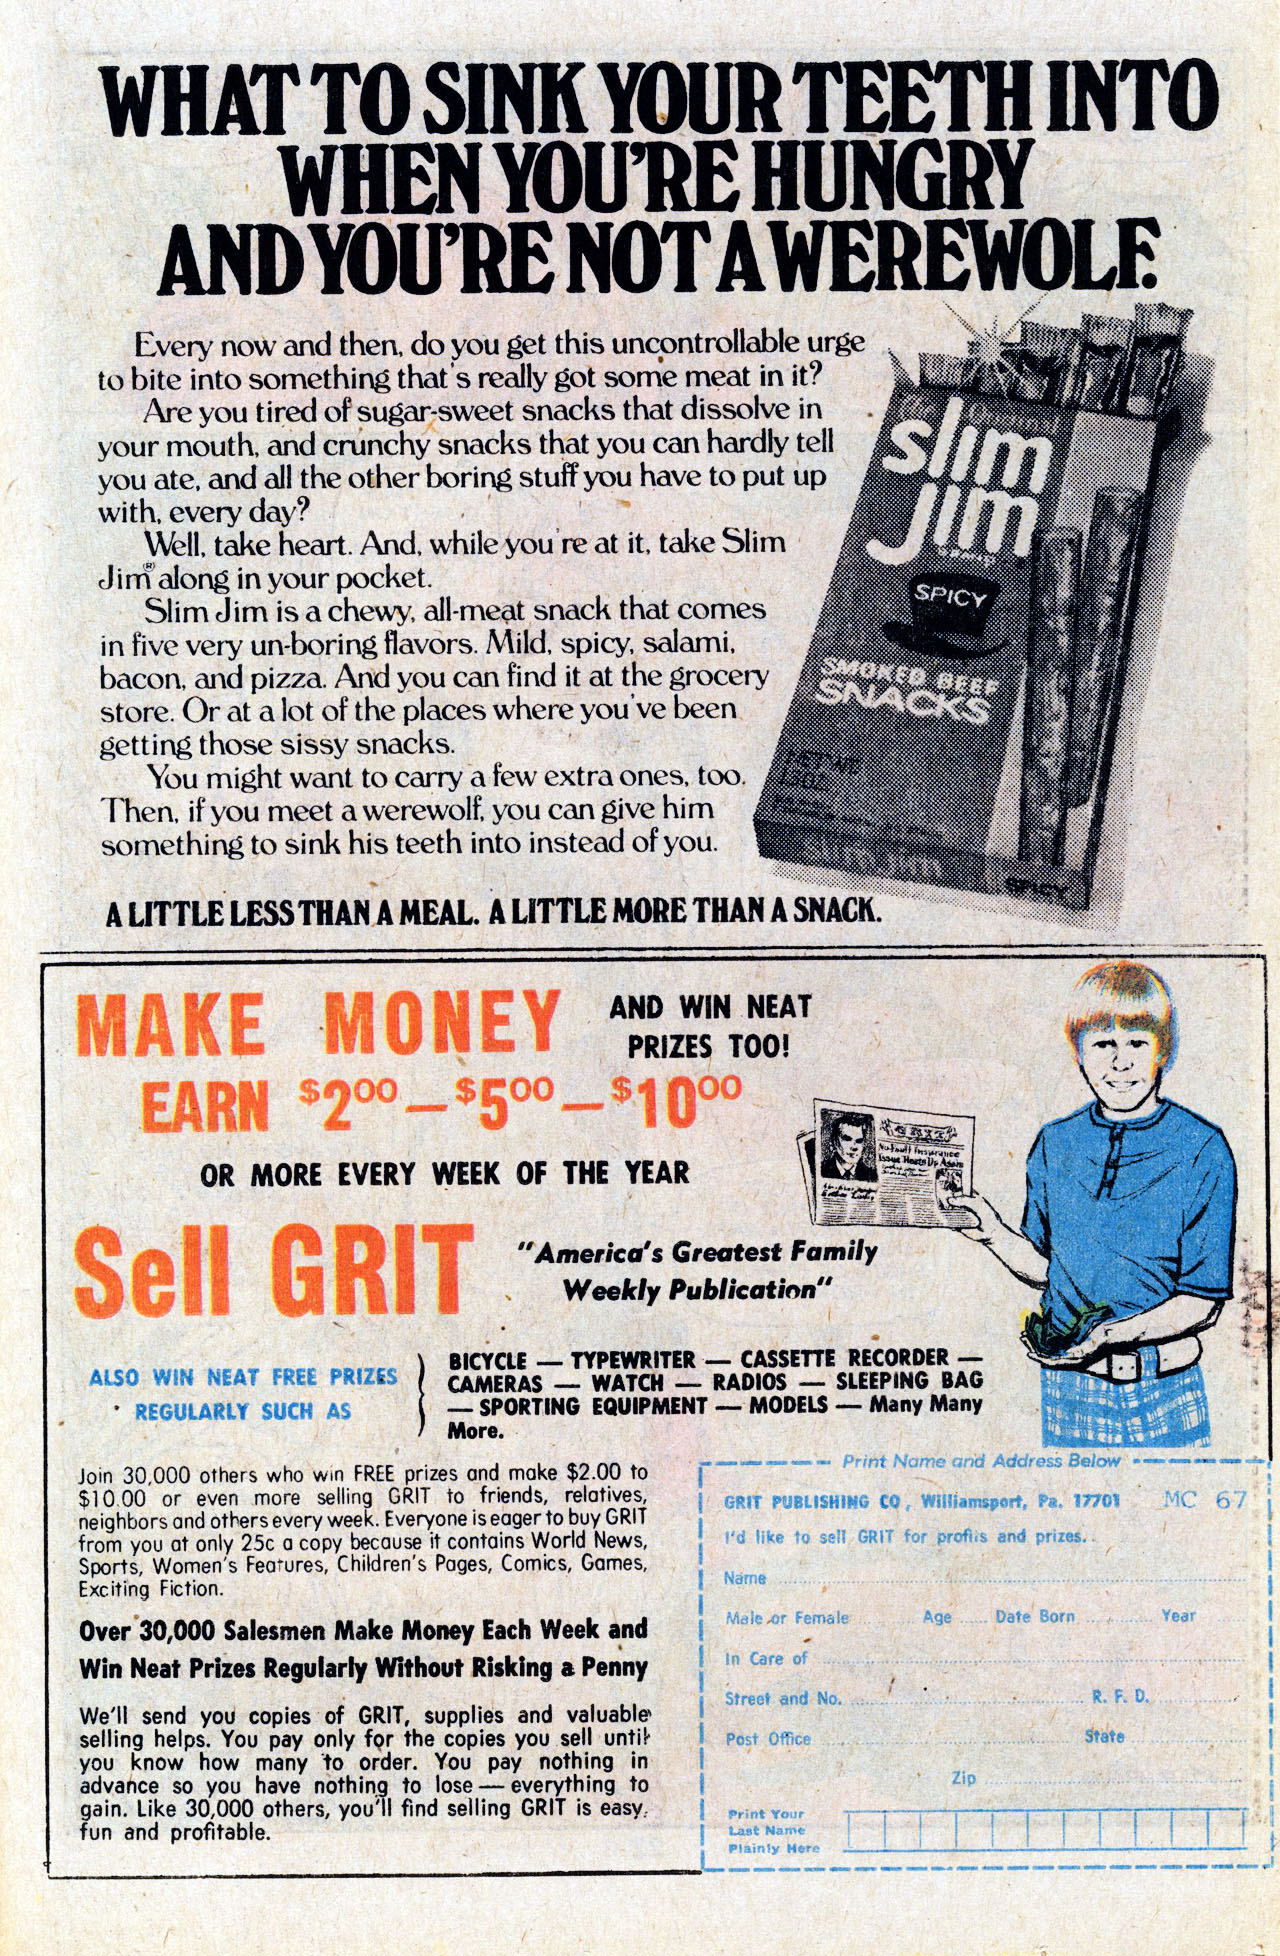 WHAT TO SINK YOUR TEETH INTO
WHEN YOU'RE HUNGRY
AND YOU'RE NOT A WEREWOLF.
Every now and then, do you get this uncontrollable urge
to bite into something that's really got some meat in it?
Are you tired of sugar-sweet snacks that dissolve in
your mouth, and crunchy snacks that you can hardly tell
you ate, and all the other boring stuff you have to put up
with, every day?
Well, take heart. And, while you're at it, take Slim
Jim® along in your pocket.
Slim Jim is a chewy, all-meat snack that comes
in five very un-boring flavors. Mild, spicy, salami,
bacon, and pizza. And you can find it at the grocery
store. Or at a lot of the places where you've been
getting those sissy snacks.
You might want to carry a few extra ones, too.
Then, if you meet a werewolf, you can give him
something to sink his teeth into instead of you.
slim
jim
SPICY
SMOKED BEEF
SNACKS
NET WT.
SPICY
A LITTLE LESS THAN A MEAL. A LITTLE MORE THAN A SNACK.
MAKE MONEY
AND WIN NEAT
PRIZES TOO!
EARN $2.00 — $5.00 — $10.00
OR MORE EVERY WEEK OF THE YEAR
Sell GRIT
"America's Greatest Family
Weekly Publication"
GRIT
No-Fault Insurance
Issue Heats Up Again
ALSO WIN NEAT FREE PRIZES
REGULARLY SUCH AS
BICYCLE — TYPEWRITER — CASSETTE RECORDER —
CAMERAS — WATCH — RADIOS — SLEEPING BAG
— SPORTING EQUIPMENT — MODELS — Many Many
More.
Join 30,000 others who win FREE prizes and make $2.00 to
$10.00 or even more selling GRIT to friends, relatives,
neighbors and others every week. Everyone is eager to buy GRIT
from you at only 25c a copy because it contains World News,
Sports, Women's Features, Children's Pages, Comics, Games,
Exciting Fiction.
Over 30,000 Salesmen Make Money Each Week and
Win Neat Prizes Regularly Without Risking a Penny
We'll send you copies of GRIT, supplies and valuable
selling helps. You pay only for the copies you sell until
you know how many to order. You pay nothing in
advance so you have nothing to lose — everything to
gain. Like 30,000 others, you'll find selling GRIT is easy,
fun and profitable.
Print Name and Address Below
GRIT PUBLISHING CO., Williamsport, Pa. 17701 MC 67
I'd like to sell GRIT for profits and prizes.
Name
Male or Female Age Date Born Year
In Care of
Street and No. R. F. D.
Post Office State
Zip
Print Your
Last Name
Plainly Here